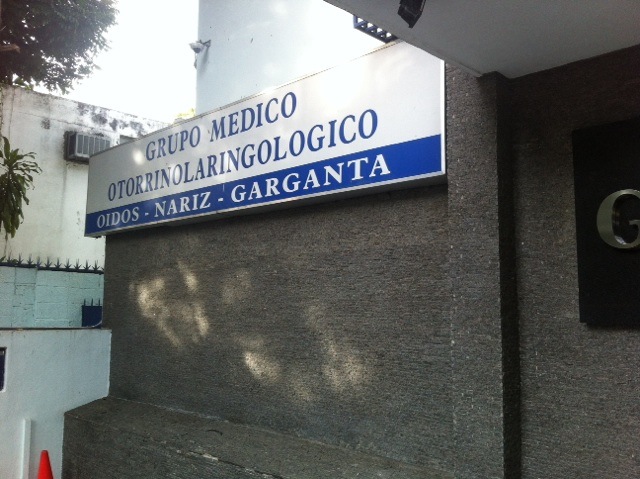 GRUPO MEDICO
OTORRINOLARINGOLOGICO
OIDOS - NARIZ - GARGANTA
G